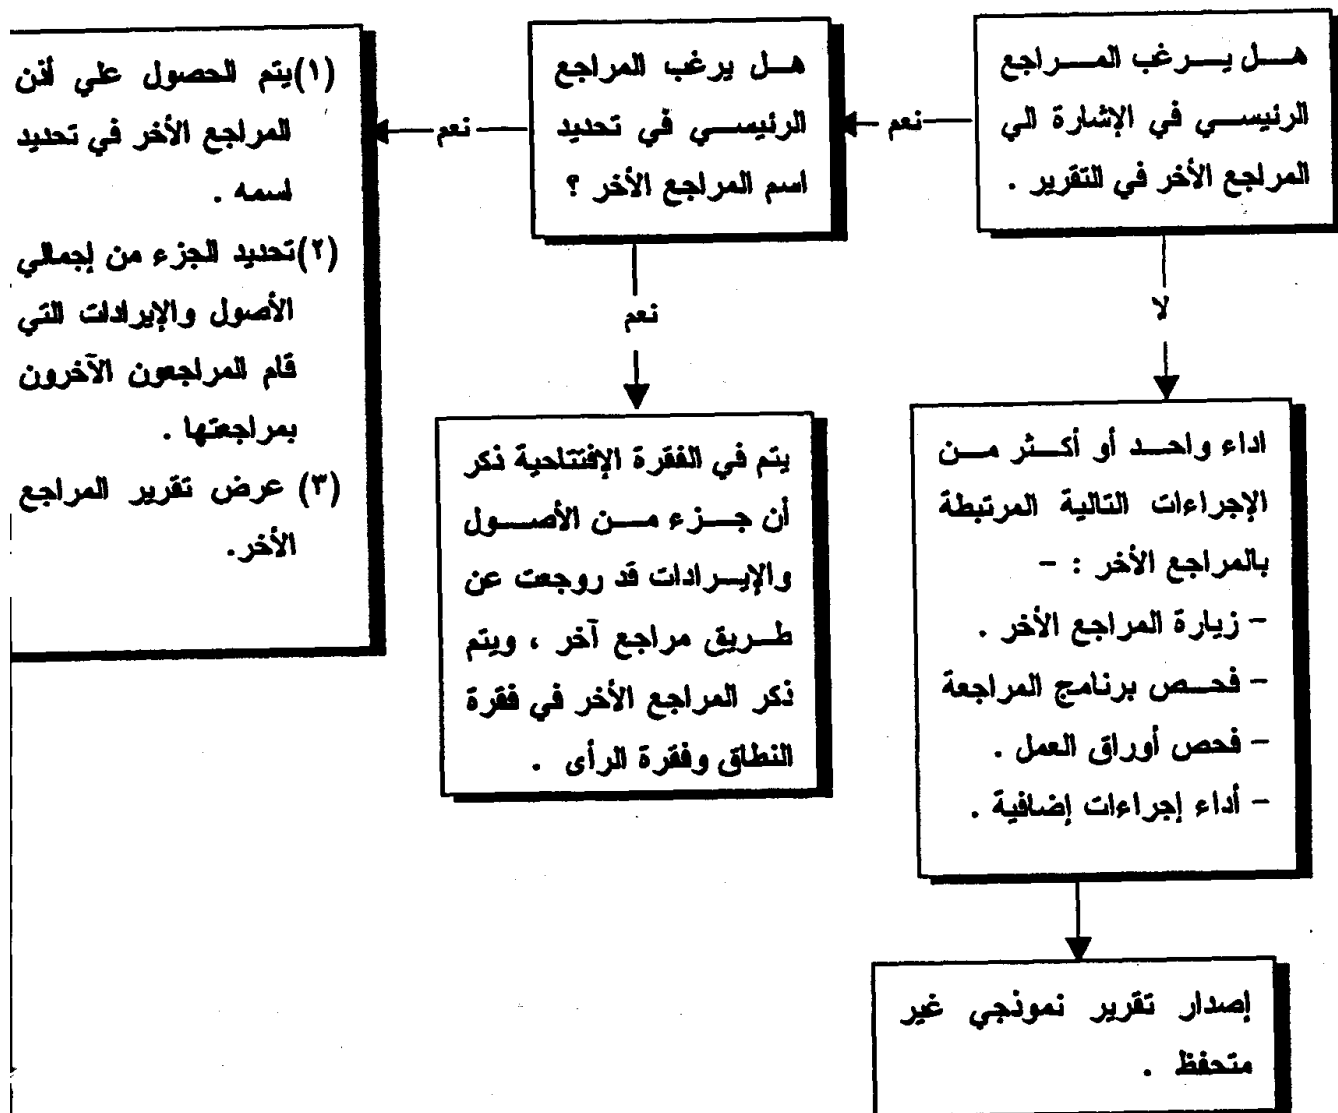 هل يرغب المراجع
الرئيسي في الإشارة الي
المراجع الأخر في التقرير .
نعم
هل يرغب المراجع
الرئيسي في تحديد
اسم المراجع الأخر ؟
نعم
(١)يتم الحصول علي أذن
المراجع الأخر في تحديد
اسمه .
(٢)تحديد الجزء من إجمالي
الأصول والإيرادات التي
قام المراجعون الآخرون
بمراجعتها .
(٣) عرض تقرير المراجع
الأخر.
لا
نعم
اداء واحد أو أكثر من
الإجراءات التالية المرتبطة
بالمراجع الأخر : -
- زيارة المراجع الأخر .
- فحص برنامج المراجعة
- فحص أوراق العمل .
- أداء إجراءات إضافية .
يتم في الفقرة الإفتتاحية ذكر
أن جزء من الأصول
والإيرادات قد روجعت عن
طريق مراجع آخر ، ويتم
ذكر المراجع الأخر في فقرة
النطاق وفقرة الرأى .
إصدار تقرير نموذجي غير
متحفظ .